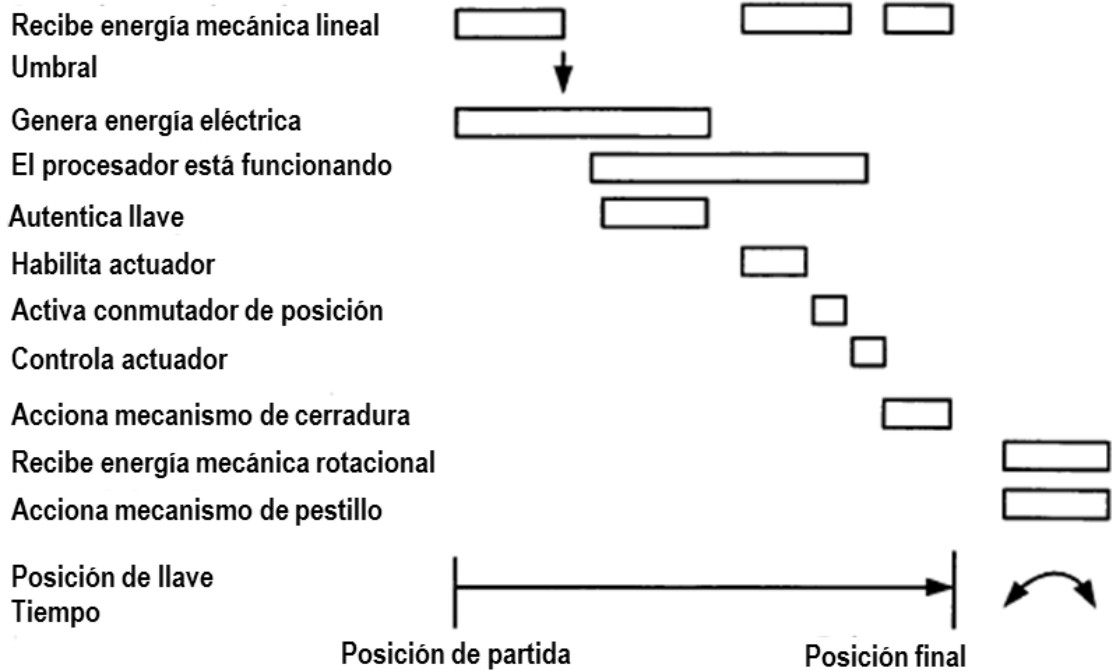 Recibe energía mecánica lineal
Umbral
Genera energía eléctrica
El procesador está funcionando
Autentica llave
Habilita actuador
Activa conmutador de posición
Controla actuador
Acciona mecanismo de cerradura
Recibe energía mecánica rotacional
Acciona mecanismo de pestillo
Posición de llave
Tiempo
Posición de partida
Posición final